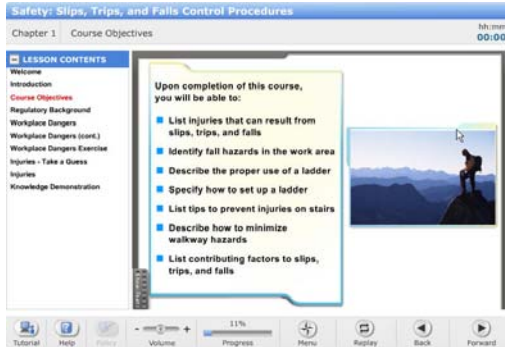 Safety: Slips, Trips, and Falls Control Procedures
Chapter 1 Course Objectives
hh:mm
00:00
LESSON CONTENTS
Welcome
Introduction
Course Objectives
Regulatory Background
Workplace Dangers
Workplace Dangers (cont.)
Workplace Dangers Exercise
Injuries - Take a Guess
Injuries
Knowledge Demonstration
Upon completion of this course,
you will be able to:
List injuries that can result from
slips, trips, and falls
Identify fall hazards in the work area
Describe the proper use of a ladder
Specify how to set up a ladder
List tips to prevent injuries on stairs
Describe how to minimize
walkway hazards
List contributing factors to slips,
trips, and falls
Tutorial
Help
Policy
- +
Volume
11%
Progress
Menu
Replay
Back
Forward